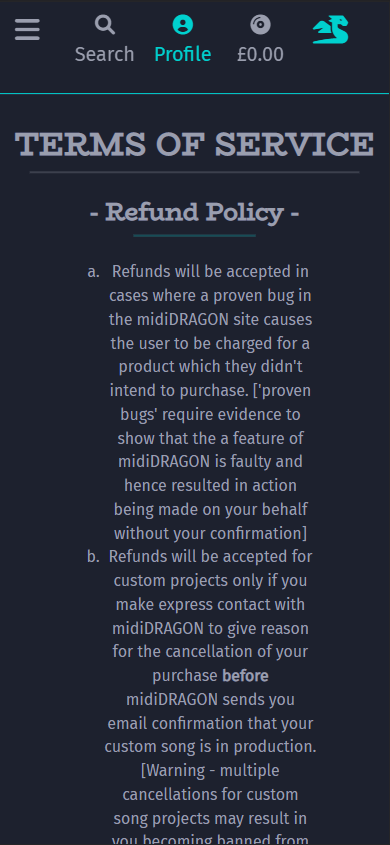 Search Profile £0.00
TERMS OF SERVICE
- Refund Policy -
a. Refunds will be accepted in
cases where a proven bug in
the midiDRAGON site causes
the user to be charged for a
product which they didn't
intend to purchase. ['proven
bugs' require evidence to
show that the a feature of
midiDRAGON is faulty and
hence resulted in action
being made on your behalf
without your confirmation]
b. Refunds will be accepted for
custom projects only if you
make express contact with
midiDRAGON to give reason
for the cancellation of your
purchase before
midiDRAGON sends you
email confirmation that your
custom song is in production.
[Warning - multiple
cancellations for custom
song projects may result in
you becoming banned from